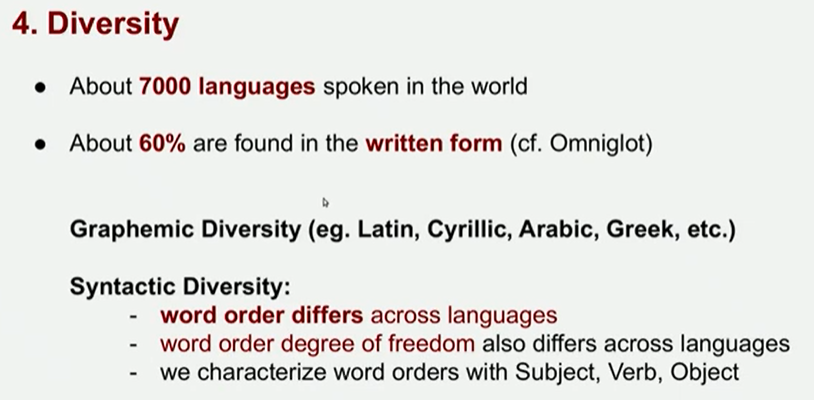 4. Diversity
● About 7000 languages spoken in the world
● About 60% are found in the written form (cf. Omniglot)
Graphemic Diversity (eg. Latin, Cyrillic, Arabic, Greek, etc.)
Syntactic Diversity:
- word order differs across languages
- word order degree of freedom also differs across languages
- we characterize word orders with Subject, Verb, Object